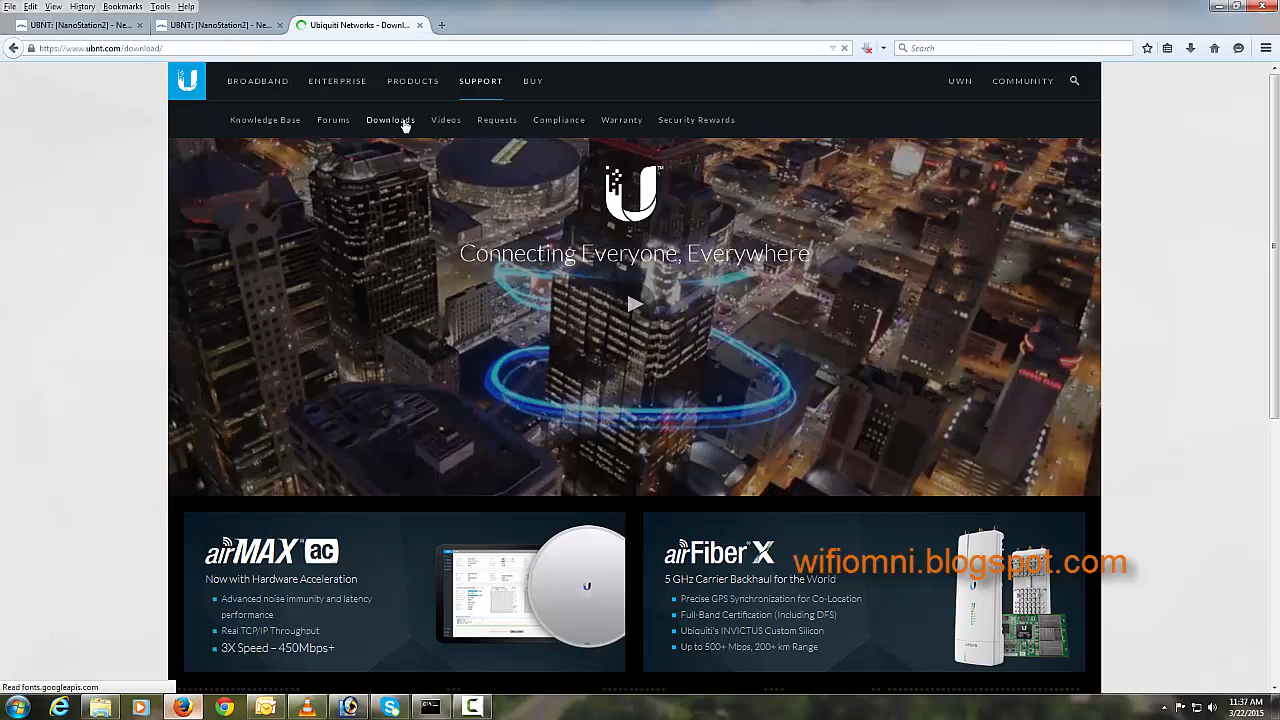 File Edit View History Bookmarks Tools Help
UBNT: [NanoStation2] - Ne... × UBNT: [NanoStation2] - Ne... × Ubiquiti Networks - Downl... × +
https://www.ubnt.com/download/ Search
BROADBAND ENTERPRISE PRODUCTS SUPPORT BUY UWN COMMUNITY
Knowledge Base Forums Downloads Videos Requests Compliance Warranty Security Rewards
Connecting Everyone, Everywhere
airMAX ac
Now with Hardware Acceleration
Advanced noise immunity and latency
performance
Real TCP/IP Throughput
3X Speed - 450Mbps+
airFiber X
5 GHz Carrier Backhaul for the World
Precise GPS Synchronization for Co-Location
Full-Band Certification (Including DFS)
Ubiquiti's INVICTUS Custom Silicon
Up to 500+ Mbps, 200+ km Range
wifiomni.blogspot.com
Read fonts.googleapis.com
11:37 AM
3/22/2015